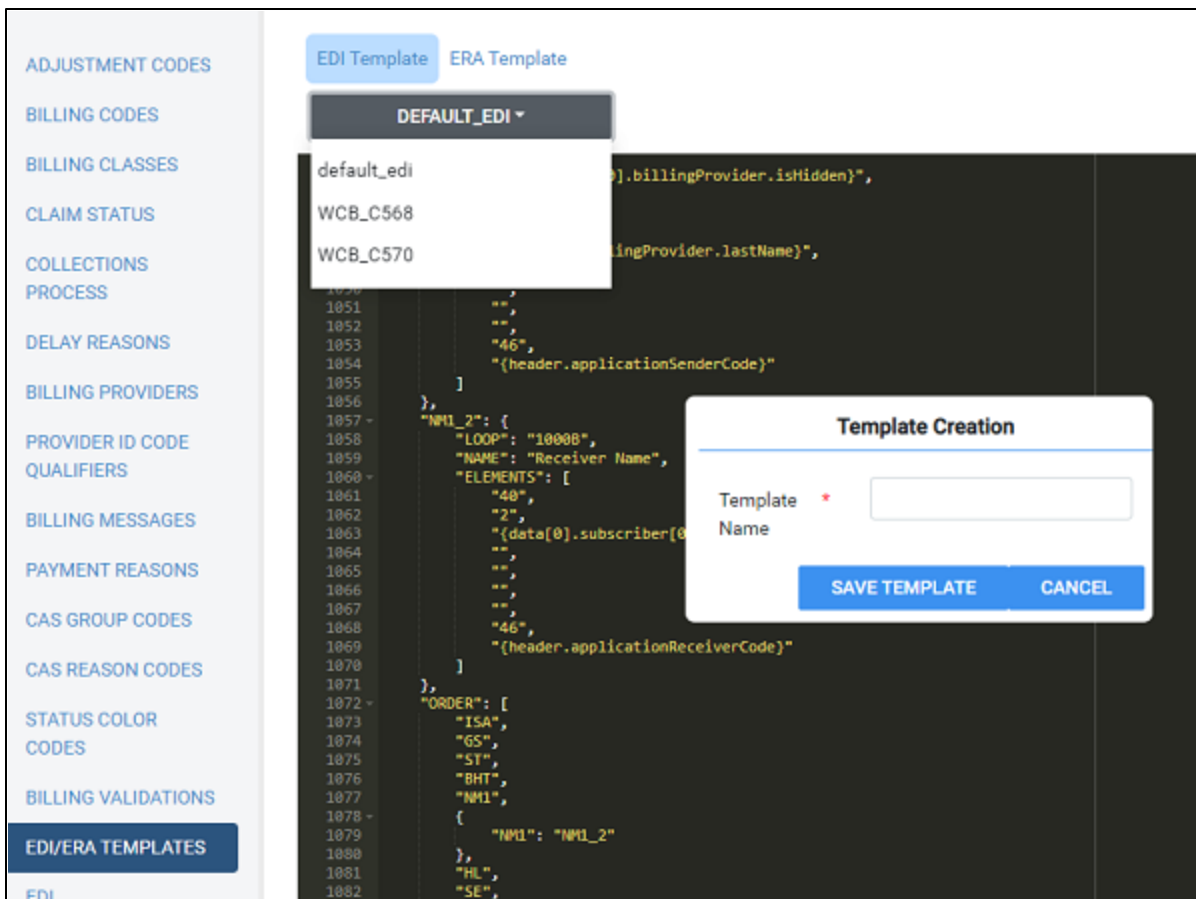 ADJUSTMENT CODES
BILLING CODES
BILLING CLASSES
CLAIM STATUS
COLLECTIONS
PROCESS
DELAY REASONS
BILLING PROVIDERS
PROVIDER ID CODE
QUALIFIERS
BILLING MESSAGES
PAYMENT REASONS
CAS GROUP CODES
CAS REASON CODES
STATUS COLOR
CODES
BILLING VALIDATIONS
EDI/ERA TEMPLATES
EDI
EDI Template ERA Template
DEFAULT_EDI
default_edi
WCB_C568
WCB_C570
].billingProvider.isHidden}",
lingProvider.lastName}",
1050 ,
1051 "",
1052 "",
1053 "46",
1054 "{header.applicationSenderCode}"
1055 ]
1056 },
1057 "NM1_2": {
1058 "LOOP": "1000B",
1059 "NAME": "Receiver Name",
1060 "ELEMENTS": [
1061 "40",
1062 "2",
1063 "{data[0].subscriber[0
1064 "",
1065 "",
1066 "",
1067 "",
1068 "46",
1069 "{header.applicationReceiverCode}"
1070 ]
1071 },
1072 "ORDER": [
1073 "ISA",
1074 "GS",
1075 "ST",
1076 "BHT",
1077 "NM1",
1078 {
1079 "NM1": "NM1_2"
1080 },
1081 "HL",
1082 "SE",
Template Creation
Template *
Name
SAVE TEMPLATE CANCEL